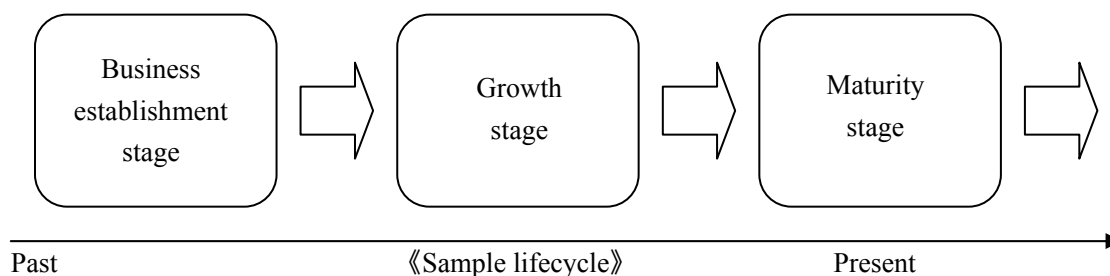 Business
establishment
stage
Growth
stage
Maturity
stage
Past
《Sample lifecycle》
Present